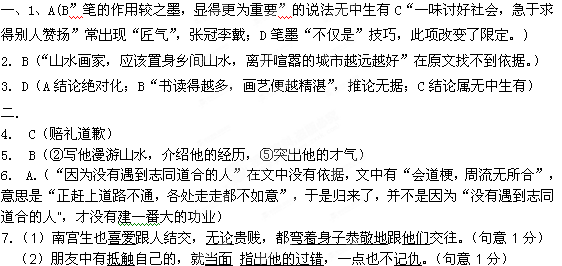 一、1、A(B”笔的作用较之墨，显得更为重要”的说法无中生有 C“一味讨好社会，急于求
得别人赞扬”常出现“匠气”，张冠李戴；D笔墨“不仅是”技巧，此项改变了限定。)
2. B（“山水画家，应该置身乡间山水，离开喧嚣的城市越远越好”在原文找不到依据。）
3. D（A结论绝对化；B“书读得越多，画艺便越精湛”，推论无据；C结论属无中生有）
二.
4. C（赔礼道歉）
5. B（②写他漫游山水，介绍他的经历，⑤突出他的才气）
6. A.（“因为没有遇到志同道合的人”在文中没有依据，文中有“会道梗，周流无所合”，
意思是“正赶上道路不通，各处走走都不如意”，于是归来了，并不是因为“没有遇到志同
道合的人"，才没有建一番大的功业）
7.（1）南宫生也喜爱跟人结交，无论贵贱，都弯着身子恭敬地跟他们交往。（句意1分）
（2）朋友中有抵触自己的，就当面 指出他的过错，一点也不记仇。（句意1分）